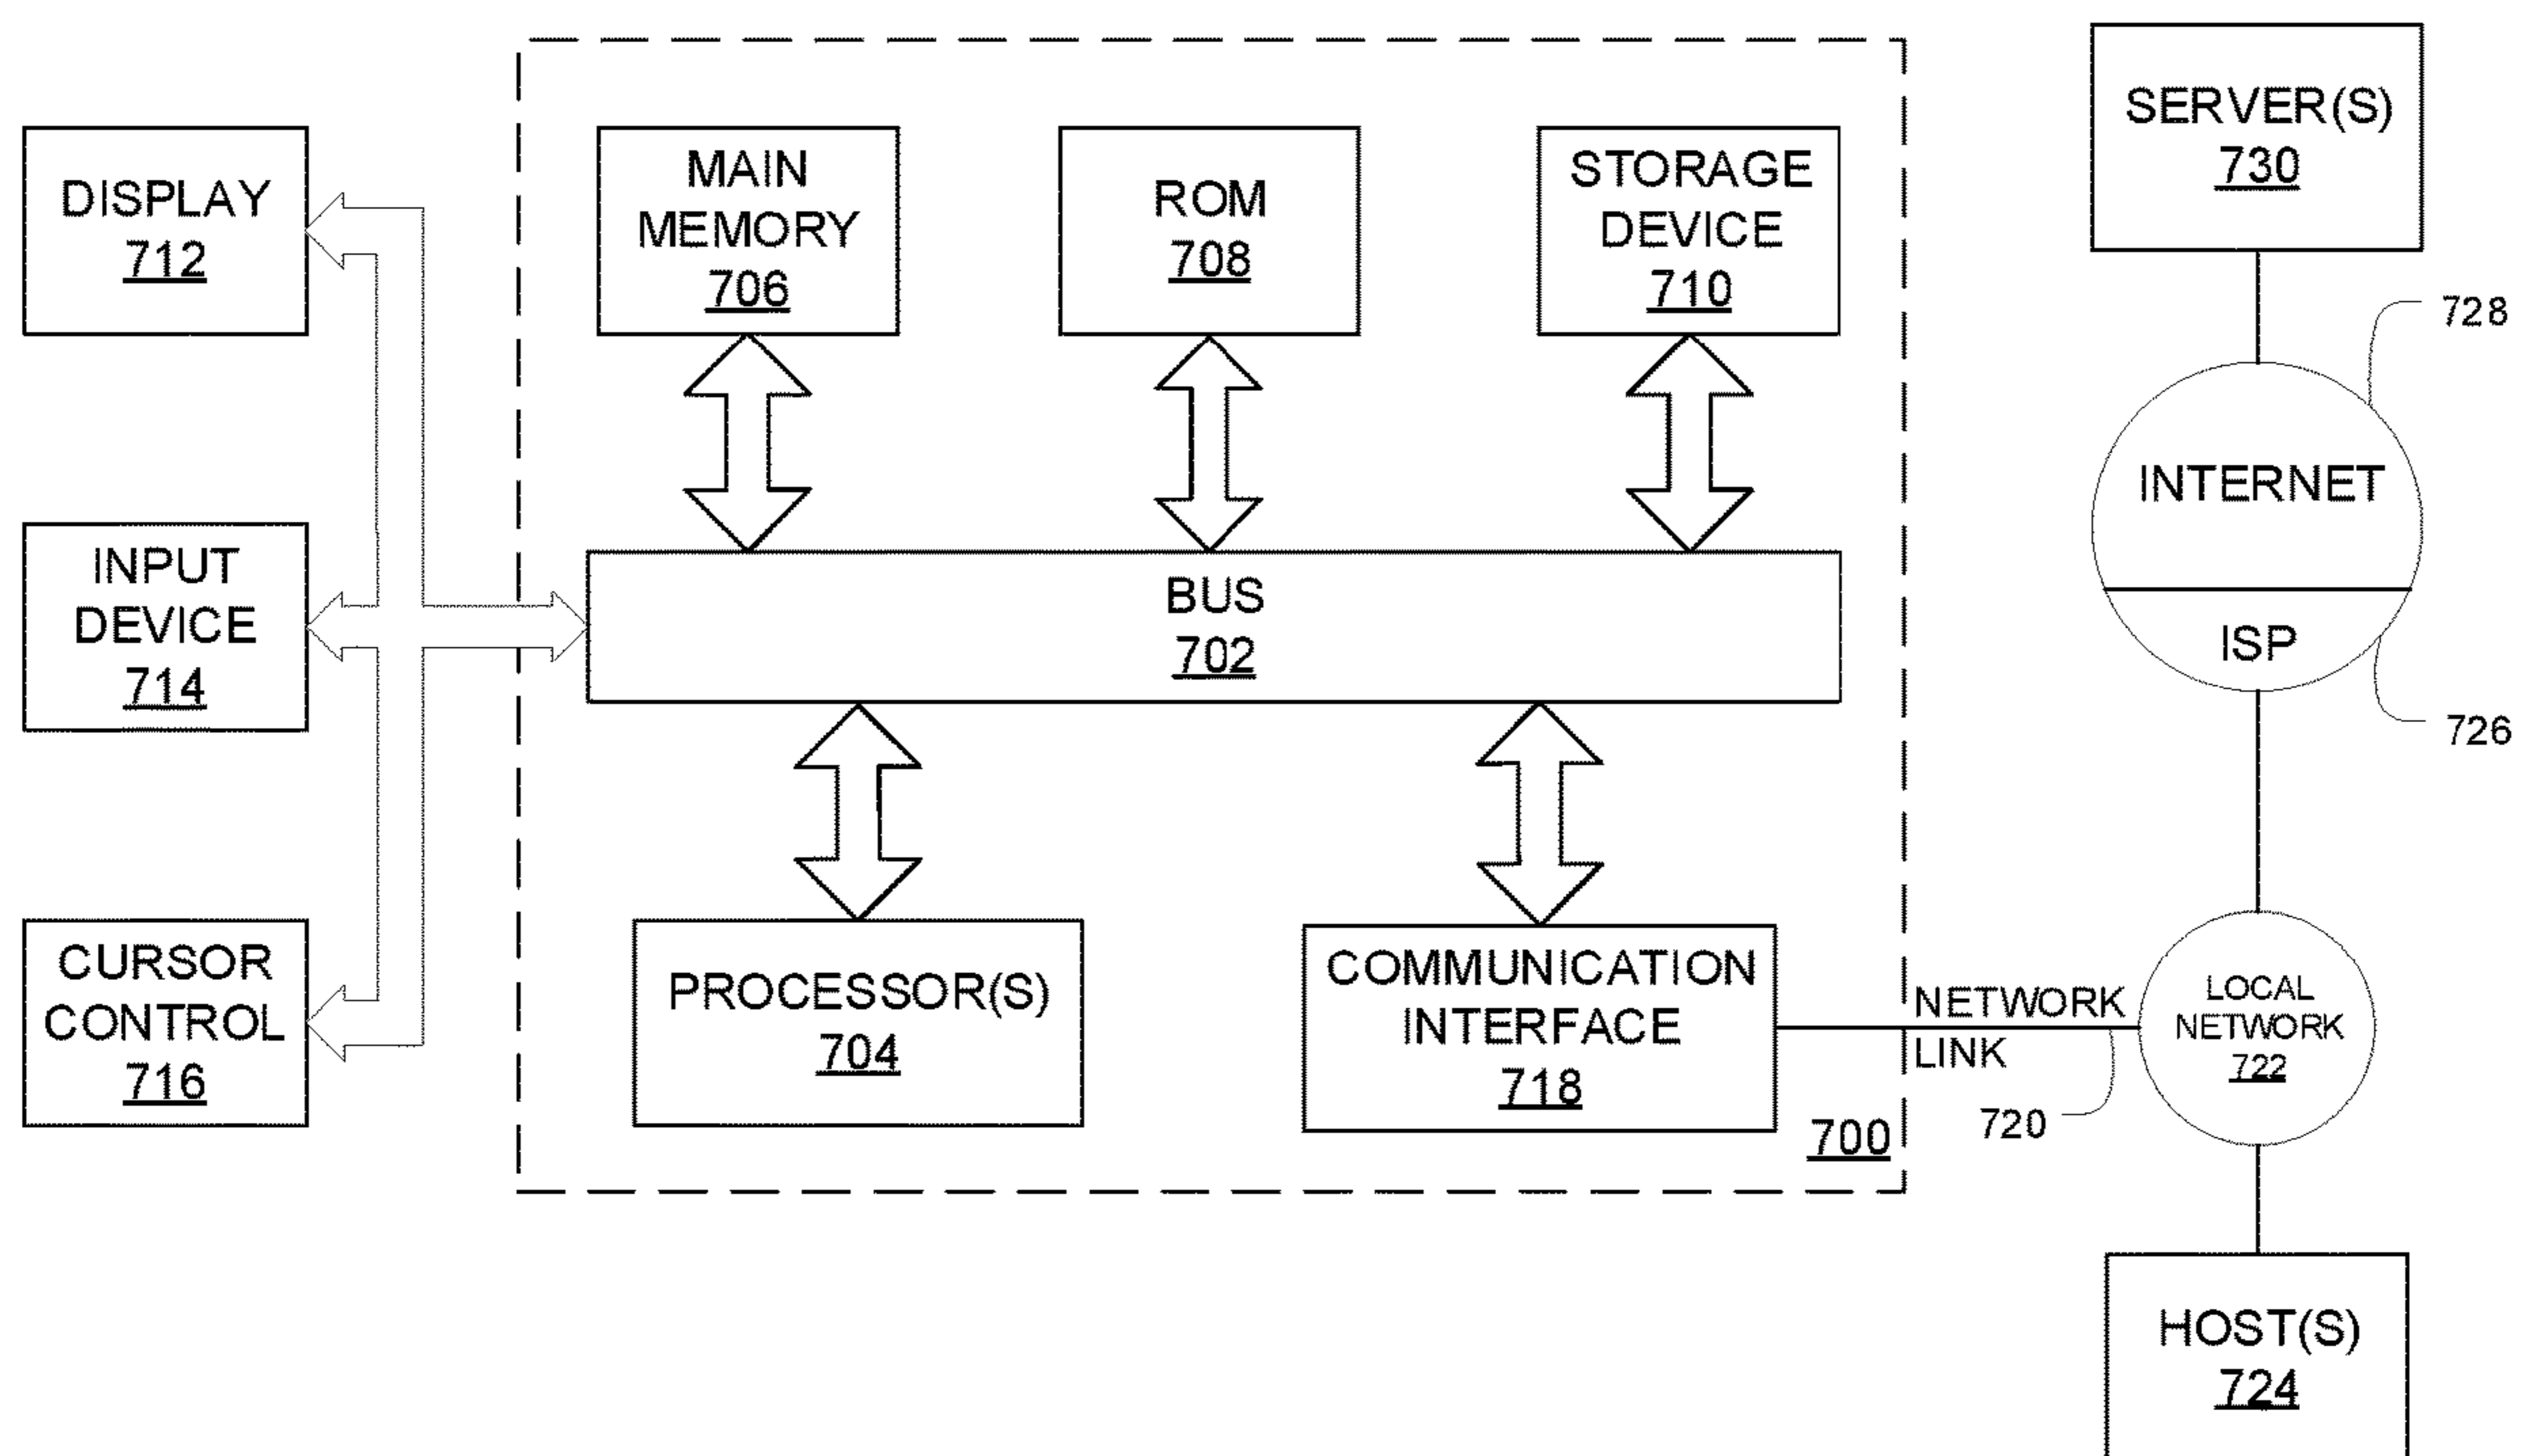 DISPLAY
712
INPUT
DEVICE
714
CURSOR
CONTROL
716
MAIN
MEMORY
706
ROM
708
STORAGE
DEVICE
710
BUS
702
PROCESSOR(S)
704
COMMUNICATION
INTERFACE
718
700
NETWORK
LINK
720
SERVER(S)
730
728
INTERNET
ISP
726
LOCAL
NETWORK
722
HOST(S)
724